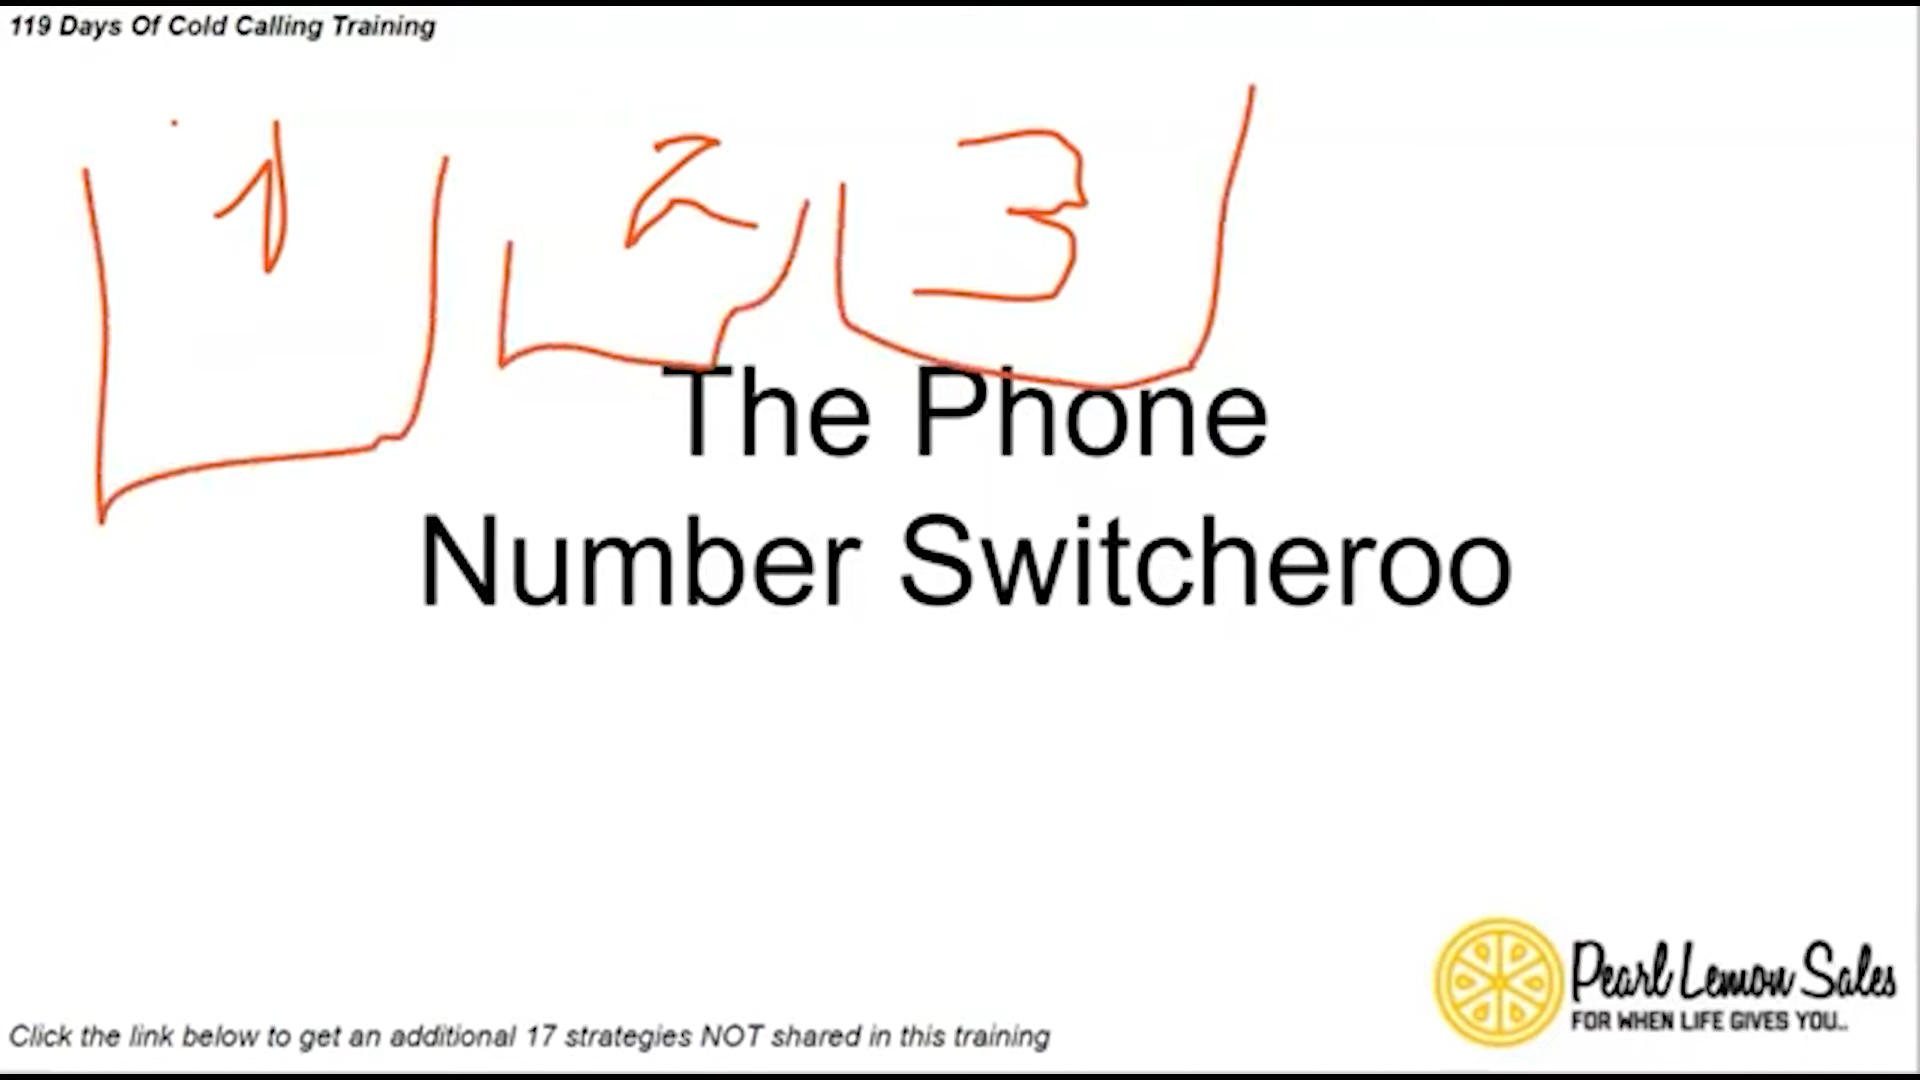 119 Days Of Cold Calling Training
1 2 3
The Phone
Number Switcheroo
Pearl Lemon Sales
FOR WHEN LIFE GIVES YOU..
Click the link below to get an additional 17 strategies NOT shared in this training